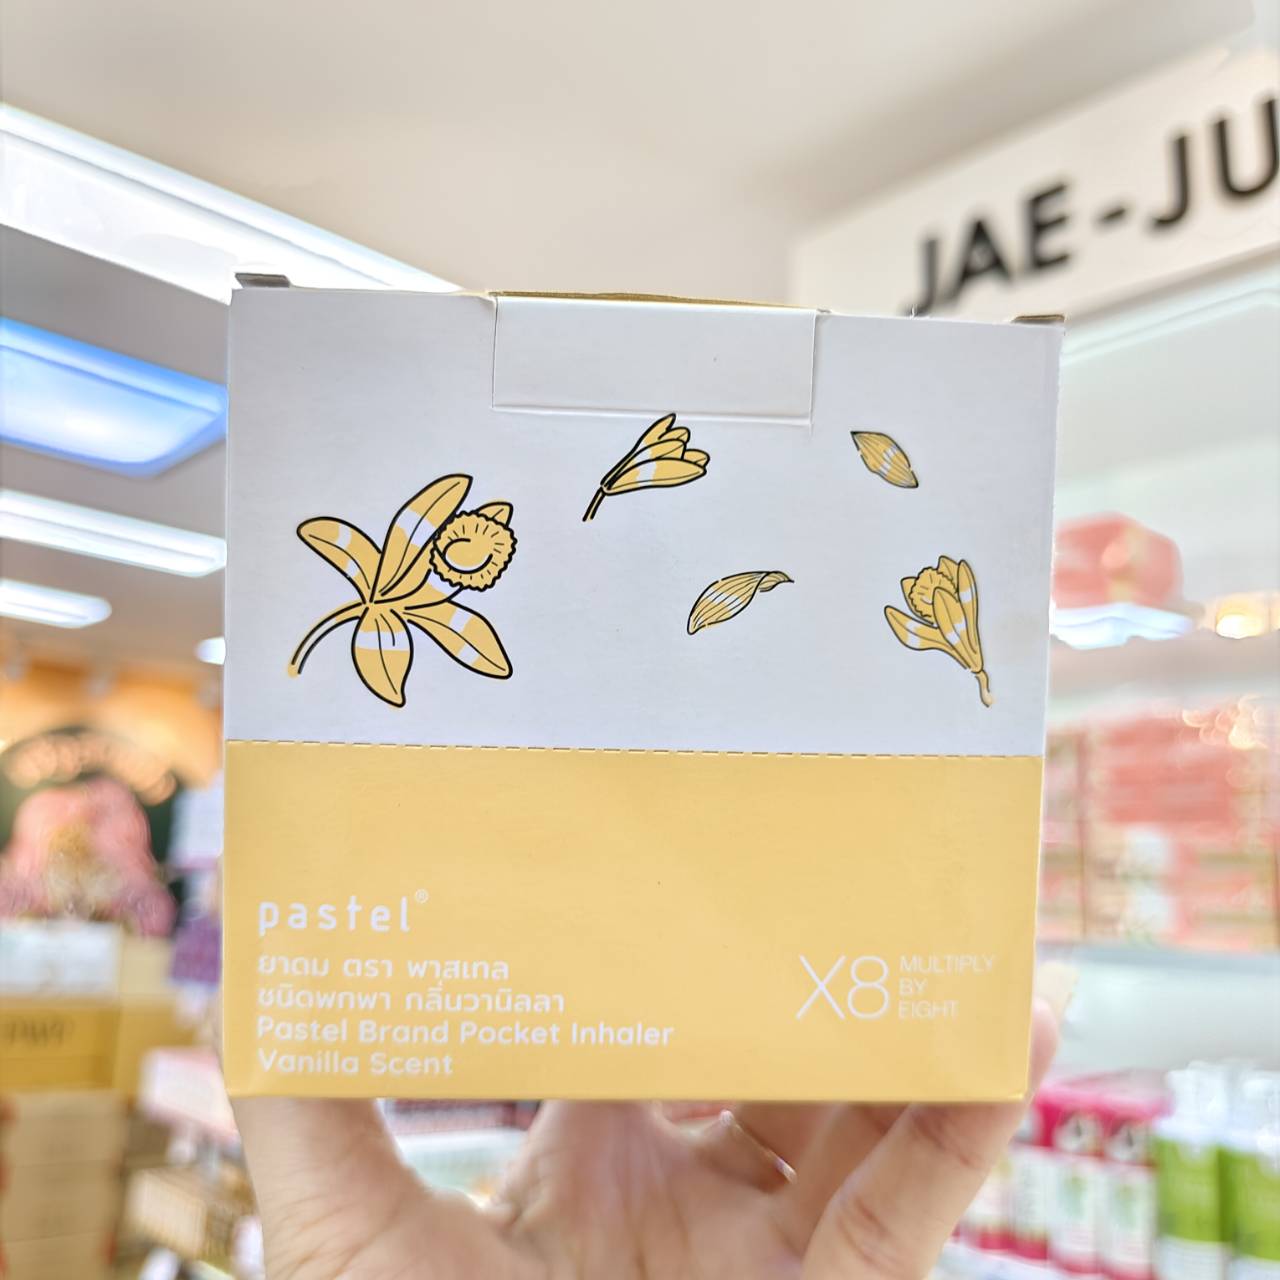 JAE-JU
pastel®
ยาดม ตรา พาสเทล
ชนิดพกพา กลิ่นวานิลลา
Pastel Brand Pocket Inhaler
Vanilla Scent
X8 MULTIPLY
BY
EIGHT